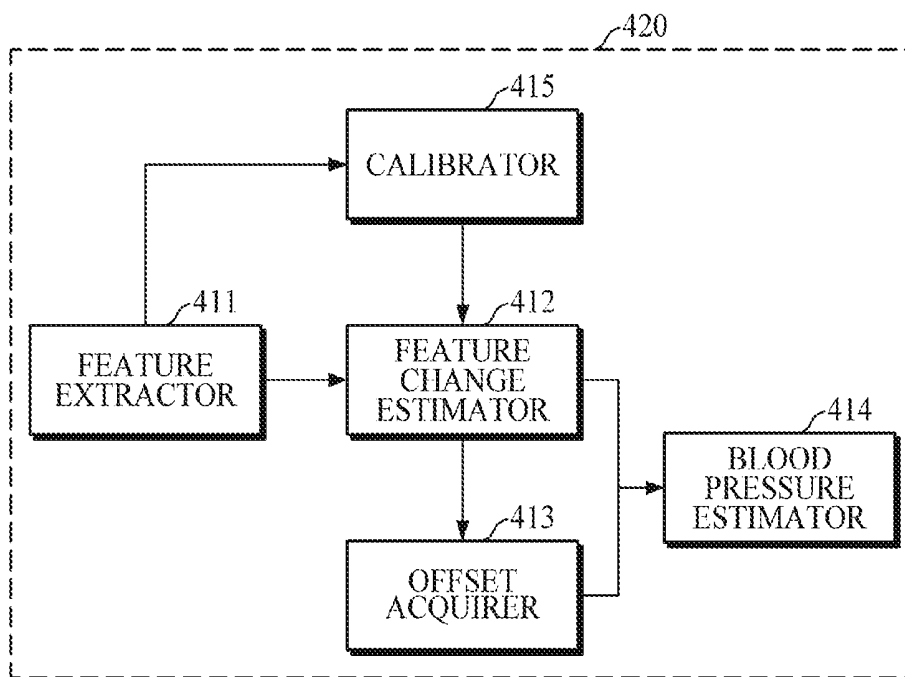 420
415
CALIBRATOR
411
FEATURE
EXTRACTOR
412
FEATURE
CHANGE
ESTIMATOR
414
BLOOD
PRESSURE
ESTIMATOR
413
OFFSET
ACQUIRER